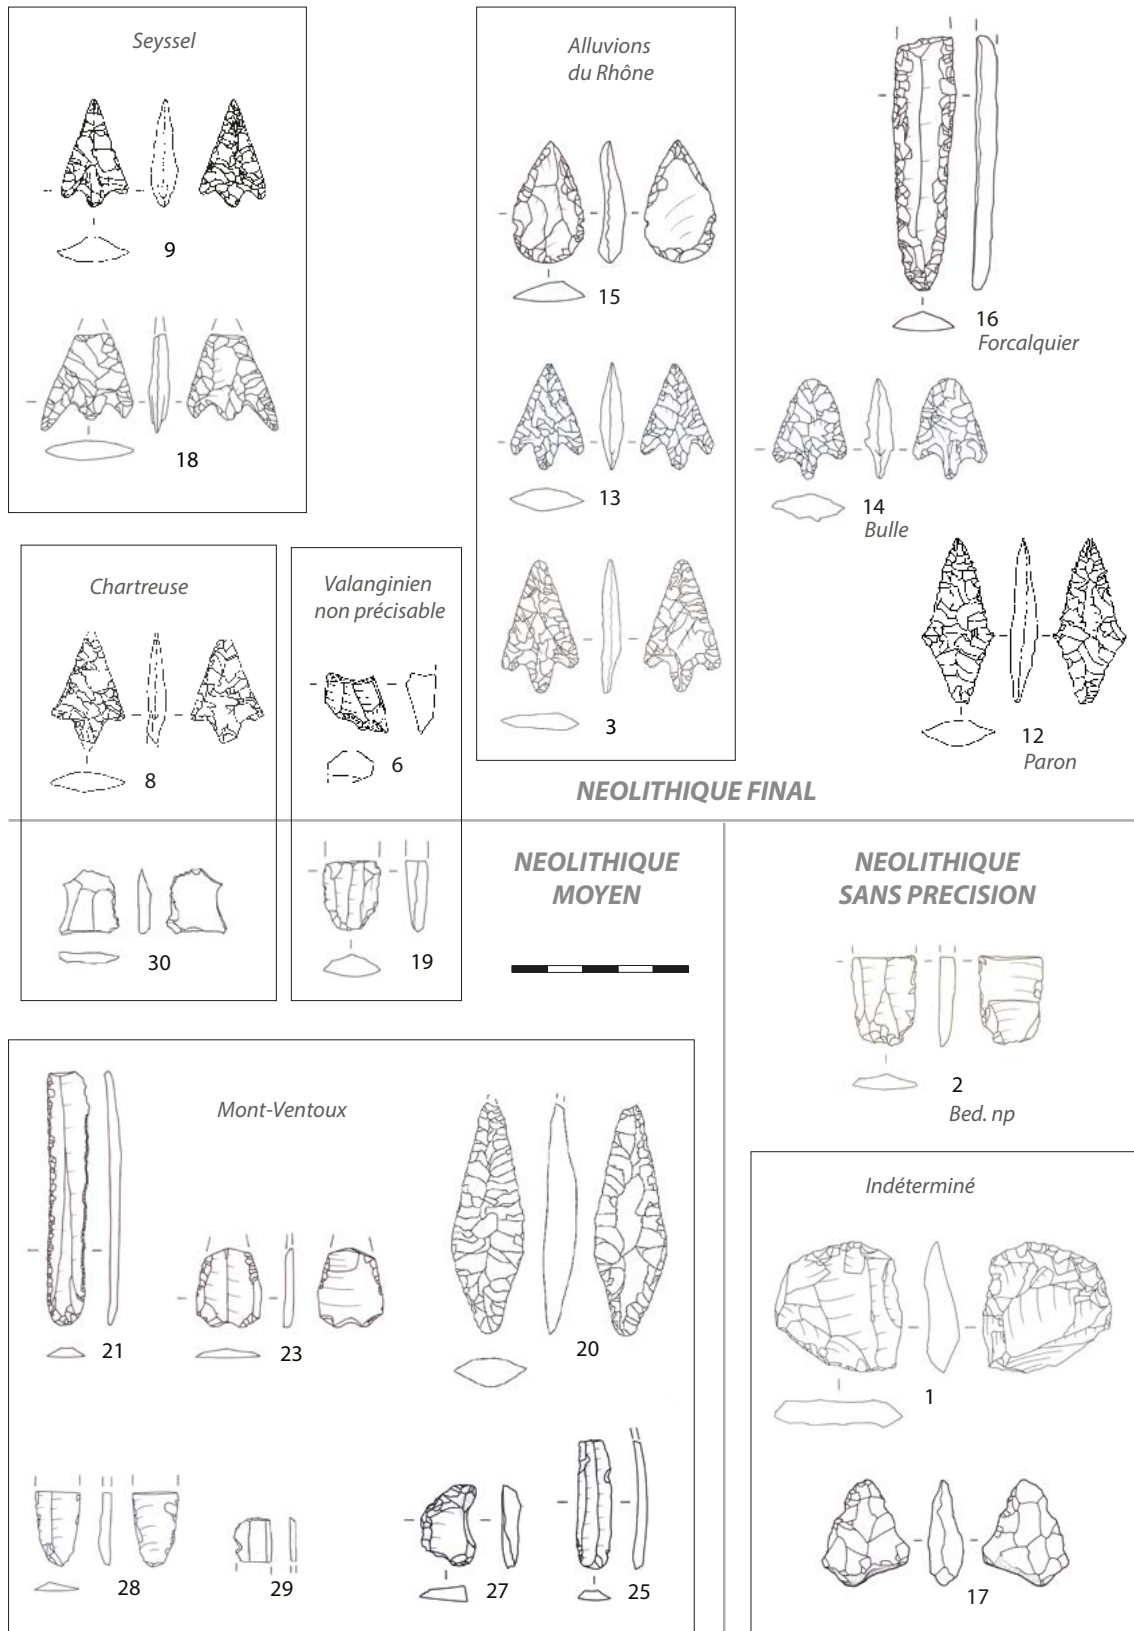 Seyssel
9
18
Alluvions
du Rhône
15
13
3
16
Forcalquier
14
Bulle
12
Paron
Chartreuse
8
30
Valanginien
non précisable
6
19
NEOLITHIQUE FINAL
NEOLITHIQUE
MOYEN
NEOLITHIQUE
SANS PRECISION
2
Bed. np
Mont-Ventoux
21
23
20
28
29
27
25
Indéterminé
1
17